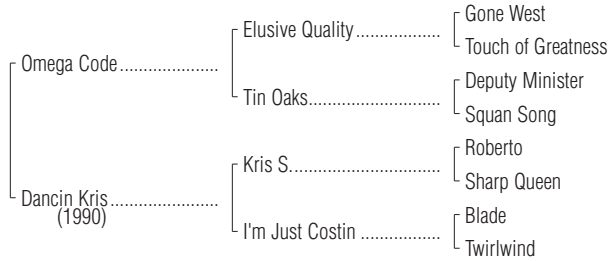 Gone West
Elusive Quality ..................
Touch of Greatness
Omega Code .....................
Deputy Minister
Tin Oaks............................
Squan Song
Roberto
Kris S. ...............................
Sharp Queen
Dancin Kris .......................
(1990)
Blade
I'm Just Costin .................
Twirlwind